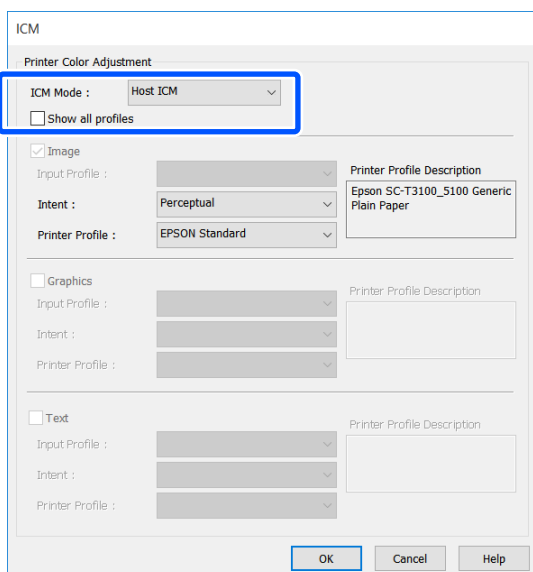 ICM
Printer Color Adjustment
ICM Mode : Host ICM
Show all profiles
Image
Input Profile :
Printer Profile Description
Intent : Perceptual
Epson SC-T3100_5100 Generic
Plain Paper
Printer Profile : EPSON Standard
Graphics
Printer Profile Description
Input Profile :
Intent :
Printer Profile :
Text
Printer Profile Description
Input Profile :
Intent :
Printer Profile :
OK Cancel Help